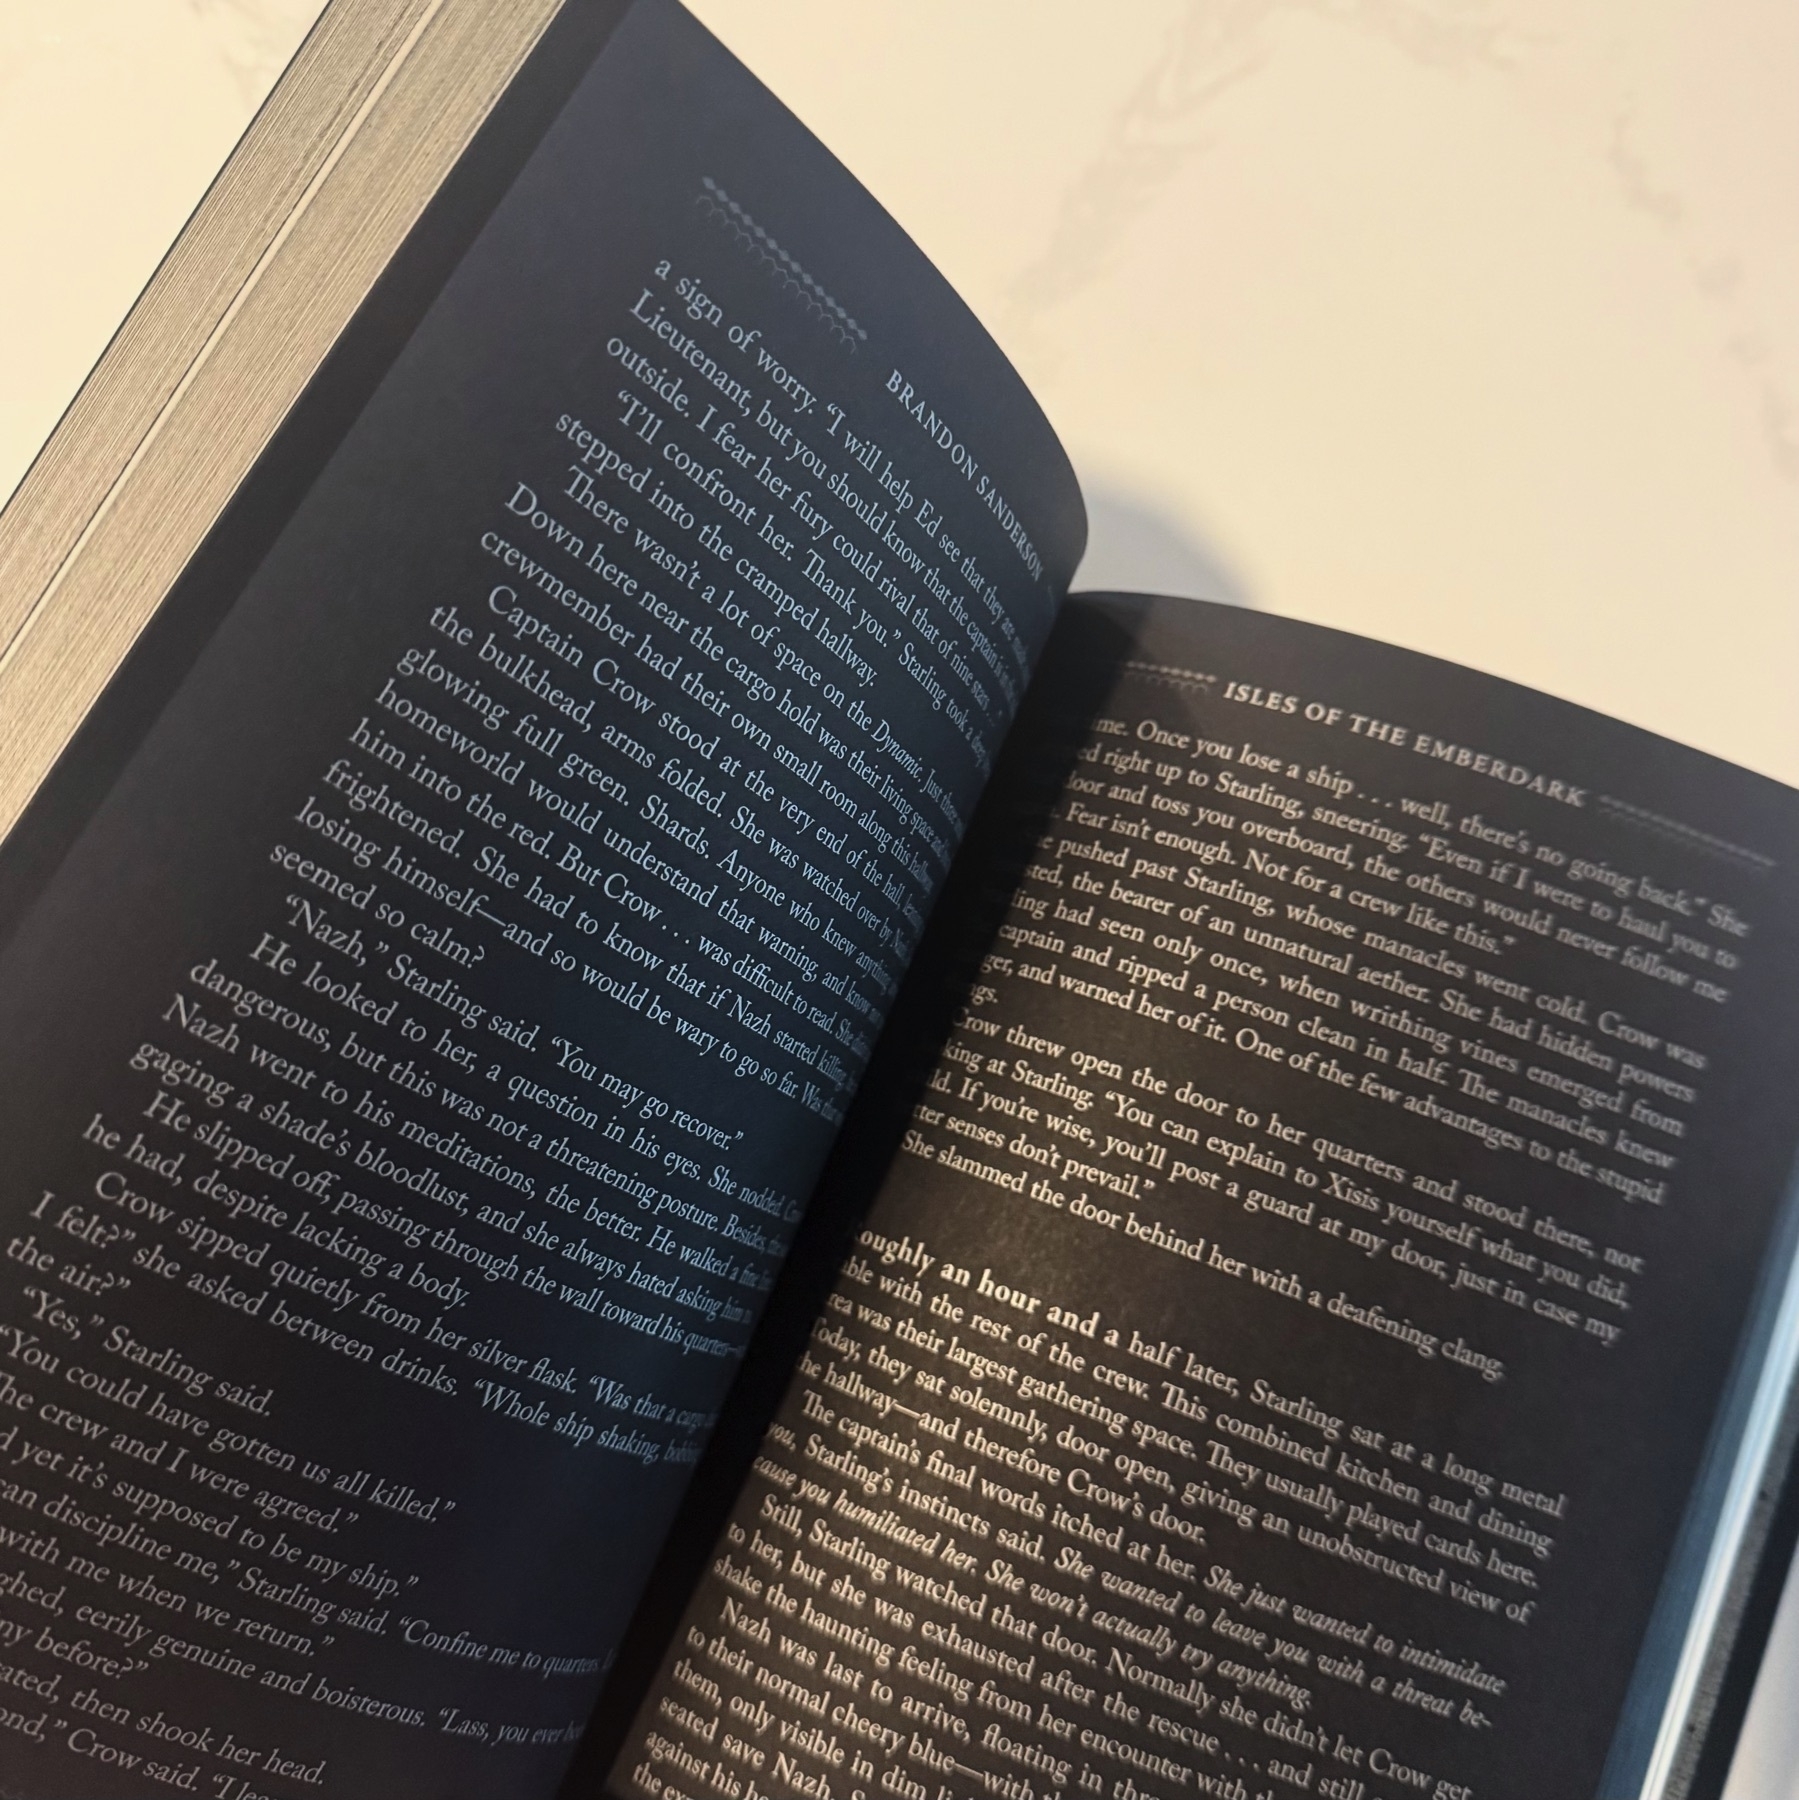 BRANDON SANDERSON
a sign of worry. “I will help Ed see that they are
Lieutenant, but you should know that the captain is
outside. I fear her fury could rival that of nine stars . . .
“I’ll confront her. Thank you.” Starling took a deep
stepped into the cramped hallway.
There wasn’t a lot of space on the Dynamic. Just
Down here near the cargo hold was their living space
crewmember had their own small room along this
Captain Crow stood at the very end of the hall,
the bulkhead, arms folded. She was watched over by
glowing full green. Shards. Anyone who knew anything
homeworld would understand that warning, and know
him into the red. But Crow . . . was difficult to read. She
frightened. She had to know that if Nazh started killing,
losing himself—and so would be wary to go so far. Was
seemed so calm?
“Nazh,” Starling said. “You may go recover.”
He looked to her, a question in his eyes. She nodded.
dangerous, but this was not a threatening posture. Besides,
Nazh went to his meditations, the better. He walked a fine
gaging a shade’s bloodlust, and she always hated asking him
He slipped off, passing through the wall toward his quarters—
he had, despite lacking a body.
Crow sipped quietly from her silver flask. “Was that a
I felt?” she asked between drinks. “Whole ship shaking,
the air?”
“Yes,” Starling said.
“You could have gotten us all killed.”
The crew and I were agreed.”
yet it’s supposed to be my ship.”
can discipline me,” Starling said. “Confine me to quarters.
with me when we return.”
eerily genuine and boisterous. “Lass, you ever
before?”
then shook her head.
Crow said. “I
ISLES OF THE EMBERDARK
me. Once you lose a ship . . . well, there’s no going back.” She
right up to Starling, sneering. “Even if I were to haul you to
and toss you overboard, the others would never follow me
Fear isn’t enough. Not for a crew like this.”
pushed past Starling, whose manacles went cold. Crow was
the bearer of an unnatural aether. She had hidden powers
had seen only once, when writhing vines emerged from
captain and ripped a person clean in half. The manacles knew
and warned her of it. One of the few advantages to the stupid
Crow threw open the door to her quarters and stood there, not
at Starling. “You can explain to Xisis yourself what you did,
If you’re wise, you’ll post a guard at my door, just in case my
senses don’t prevail.”
She slammed the door behind her with a deafening clang.
oughly an hour and a half later, Starling sat at a long metal
with the rest of the crew. This combined kitchen and dining
was their largest gathering space. They usually played cards here.
Today, they sat solemnly, door open, giving an unobstructed view of
hallway—and therefore Crow’s door.
The captain’s final words itched at her. She just wanted to intimidate
you, Starling’s instincts said. She wanted to leave you with a threat be-
cause you humiliated her. She won’t actually try anything.
Still, Starling watched that door. Normally she didn’t let Crow get
to her, but she was exhausted after the rescue . . . and still
shake the haunting feeling from her encounter with the
Nazh was last to arrive, floating in
to their normal cheery blue—with
them, only visible in dim
seated save Nazh.
against his
the